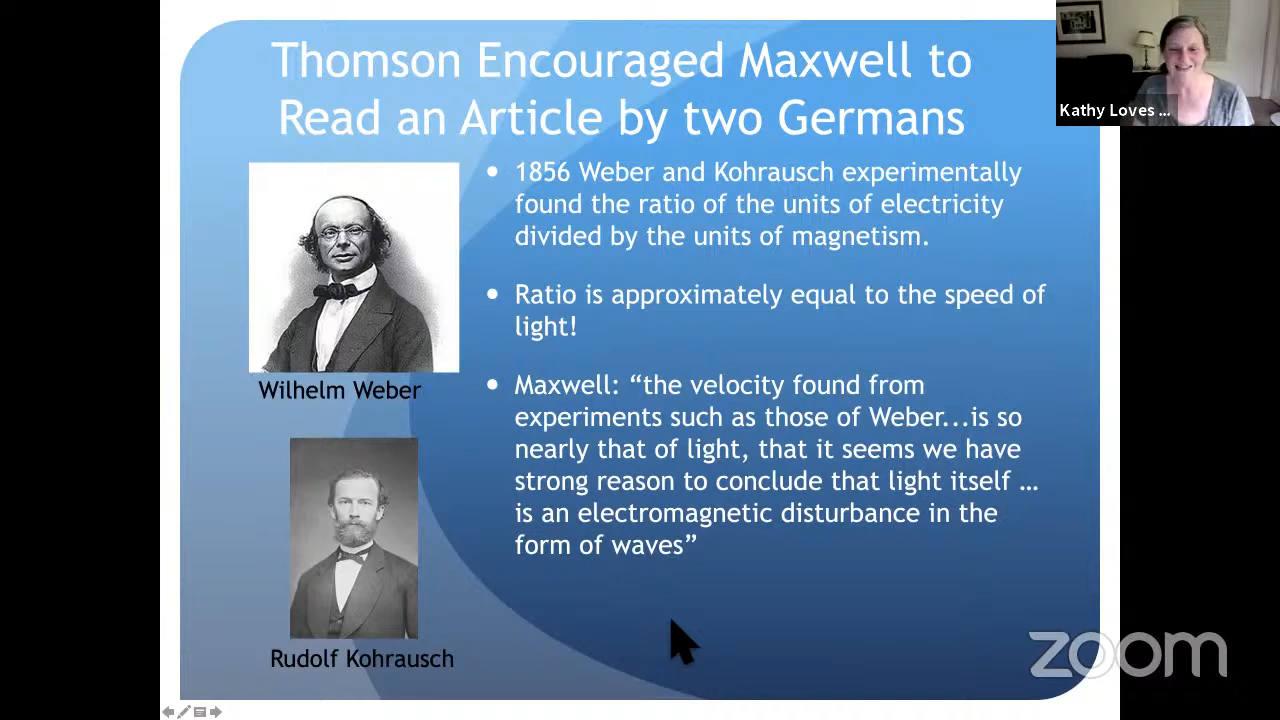 Thomson Encouraged Maxwell to
Read an Article by two Germans
Kathy Loves ...
• 1856 Weber and Kohrausch experimentally
found the ratio of the units of electricity
divided by the units of magnetism.
• Ratio is approximately equal to the speed of
light!
• Maxwell: “the velocity found from
experiments such as those of Weber...is so
nearly that of light, that it seems we have
strong reason to conclude that light itself …
is an electromagnetic disturbance in the
form of waves”
Wilhelm Weber
Rudolf Kohrausch
zoom